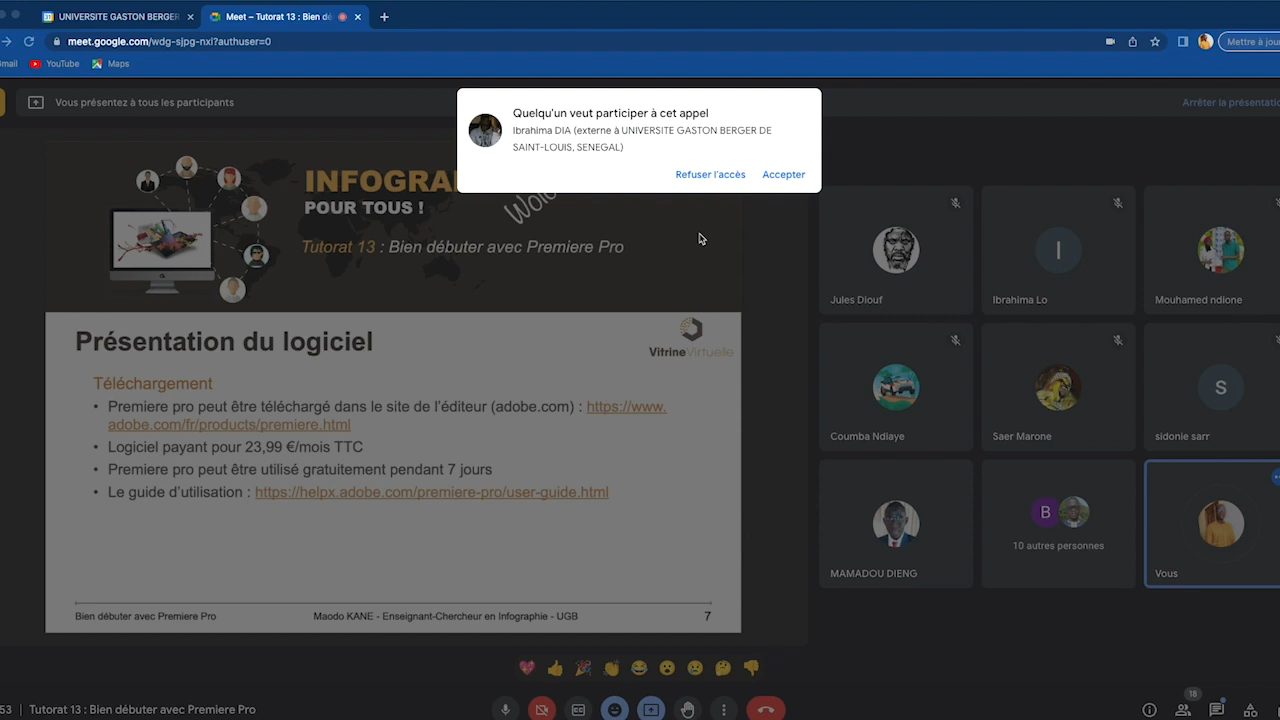 UNIVERSITE GASTON BERGER
Meet – Tutorat 13 : Bien dé
meet.google.com/wdg-sjpg-nxi?authuser=0
Mettre à jour
Gmail
YouTube
Maps
Vous présentez à tous les participants
Arrêter la présentation
Quelqu'un veut participer à cet appel
Ibrahima DIA (externe à UNIVERSITE GASTON BERGER DE
SAINT-LOUIS, SENEGAL)
Refuser l'accès
Accepter
INFOGRA
POUR TOUS !
Tutorat 13 : Bien débuter avec Premiere Pro
Présentation du logiciel
VitrineVirtuelle
Téléchargement
• Premiere pro peut être téléchargé dans le site de l'éditeur (adobe.com) : https://www.
adobe.com/fr/products/premiere.html
• Logiciel payant pour 23,99 €/mois TTC
• Premiere pro peut être utilisé gratuitement pendant 7 jours
• Le guide d'utilisation : https://helpx.adobe.com/premiere-pro/user-guide.html
Bien débuter avec Premiere Pro
Maodo KANE - Enseignant-Chercheur en Infographie - UGB
7
Jules Diouf
I
Ibrahima Lo
Mouhamed ndione
Coumba Ndiaye
Saer Marone
S
sidonie sarr
MAMADOU DIENG
B
10 autres personnes
Vous
53 | Tutorat 13 : Bien débuter avec Premiere Pro
CC
18